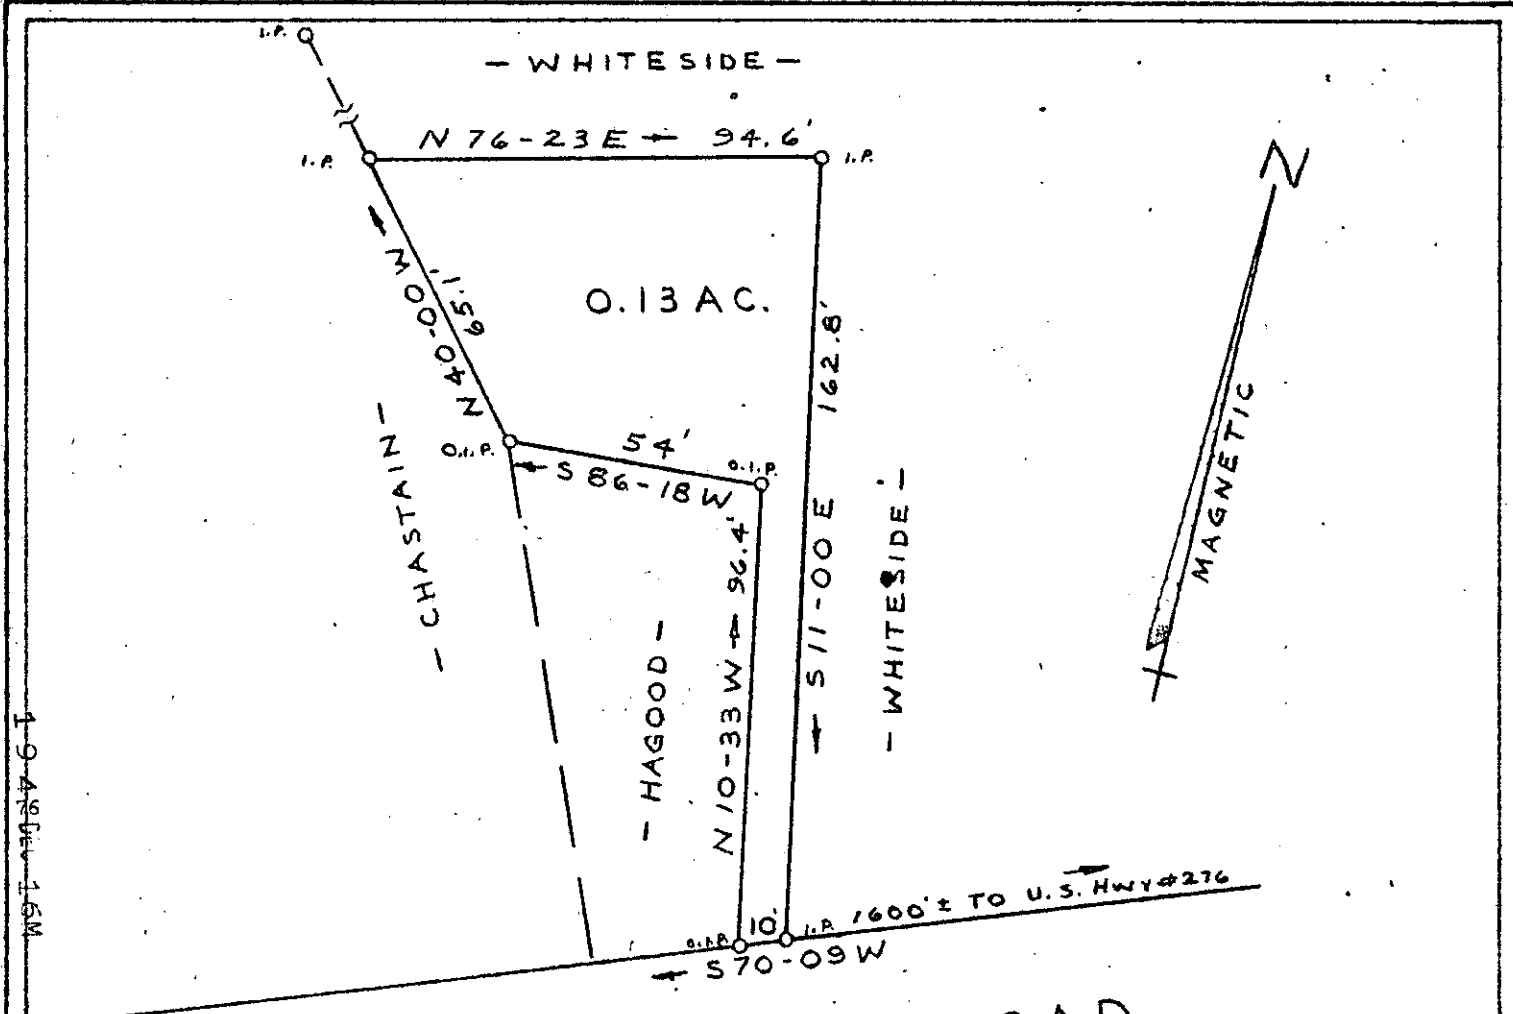 I.P.
- WHITESIDE -
N 76-23 E 94.6'
I.P.
I.P.
N
N 40-00 W
65.1'
0.13 AC.
162.8'
S 11-00 E
MAGNETIC
- CHASTAIN -
O.I.P.
54'
S 86-18 W
O.I.P.
- WHITESIDE -
- HAGOOD -
N 10-33 W 96.4'
1600' ± TO U.S. HWY #276
O.I.P. 10' I.P.
S 70-09 W